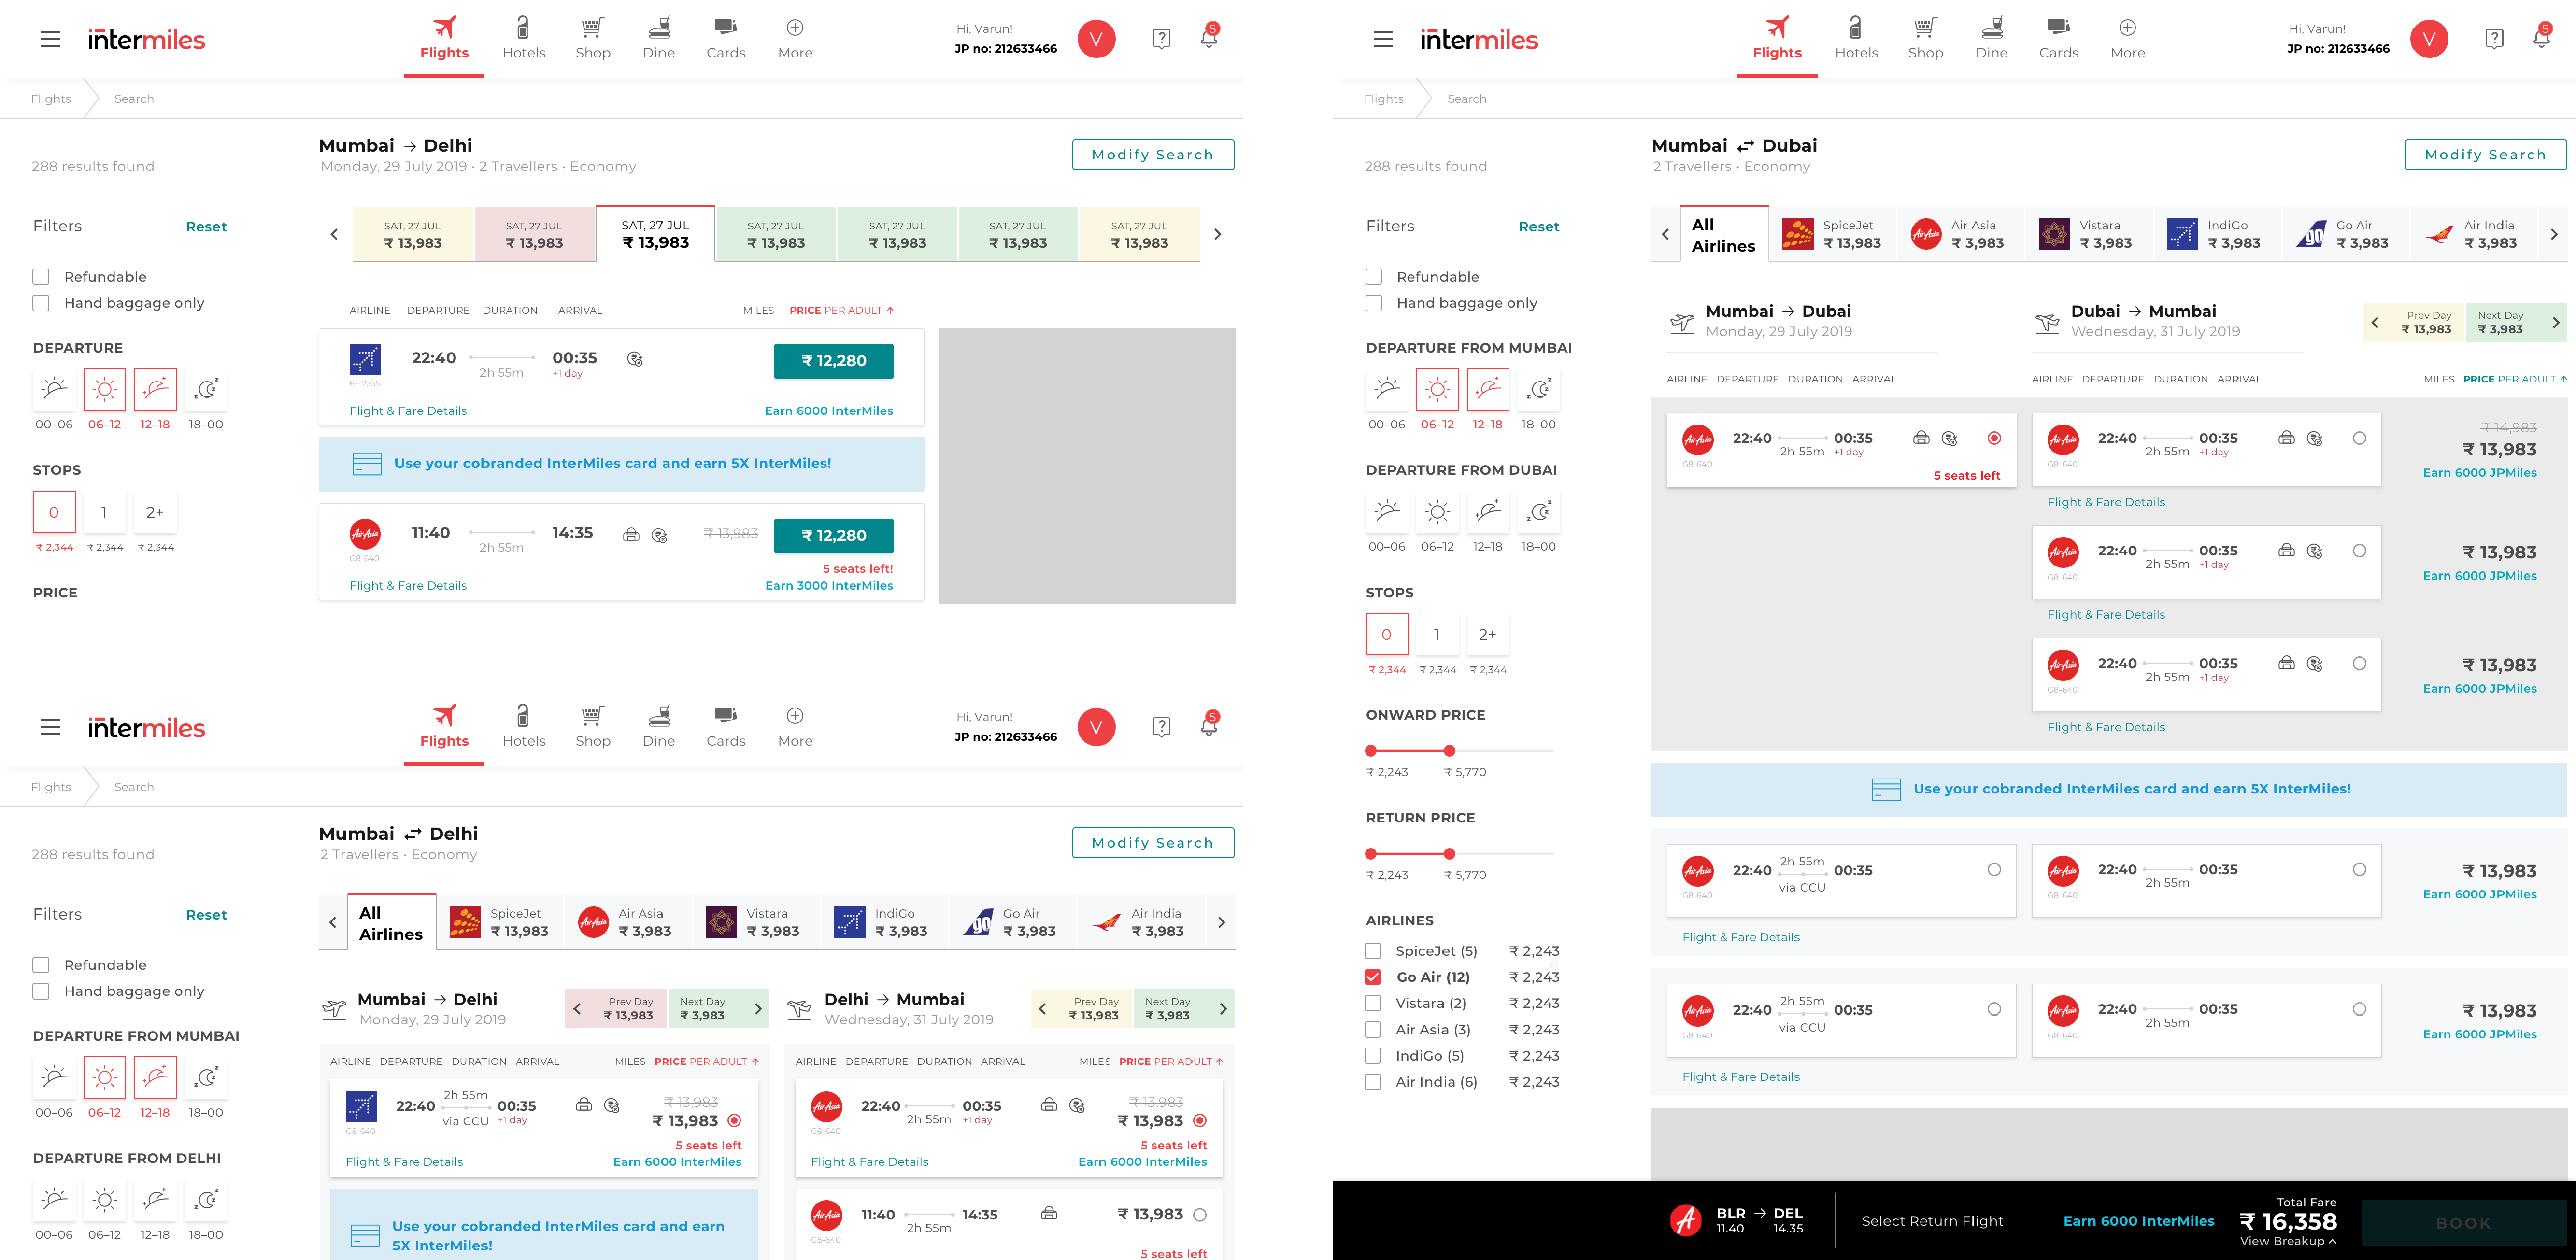 intermiles
Flights
Hotels
Shop
Dine
Cards
More
Hi, Varun!
JP no: 212633466
V
?
5
Flights
Search
288 results found
Mumbai → Delhi
Monday, 29 July 2019 • 2 Travellers • Economy
Modify Search
Filters
Reset
SAT, 27 JUL
₹ 13,983
SAT, 27 JUL
₹ 13,983
SAT, 27 JUL
₹ 13,983
SAT, 27 JUL
₹ 13,983
SAT, 27 JUL
₹ 13,983
SAT, 27 JUL
₹ 13,983
SAT, 27 JUL
₹ 13,983
Refundable
Hand baggage only
DEPARTURE
00–06
06–12
12–18
18–00
STOPS
0
1
2+
₹ 2,344
₹ 2,344
₹ 2,344
PRICE
AIRLINE DEPARTURE DURATION ARRIVAL MILES PRICE PER ADULT ↑
6E 2355
22:40
2h 55m
00:35
+1 day
₹ 12,280
Flight & Fare Details
Earn 6000 InterMiles
Use your cobranded InterMiles card and earn 5X InterMiles!
AirAsia
G8-640
11:40
2h 55m
14:35
₹ 13,983
₹ 12,280
5 seats left!
Flight & Fare Details
Earn 3000 InterMiles
intermiles
Flights
Hotels
Shop
Dine
Cards
More
Hi, Varun!
JP no: 212633466
V
?
5
Flights
Search
288 results found
Mumbai ⇄ Delhi
2 Travellers • Economy
Modify Search
Filters
Reset
All
Airlines
SpiceJet
₹ 13,983
AirAsia
Air Asia
₹ 3,983
Vistara
₹ 3,983
IndiGo
₹ 3,983
go
Go Air
₹ 3,983
Air India
₹ 3,983
Refundable
Hand baggage only
DEPARTURE FROM MUMBAI
00–06
06–12
12–18
18–00
DEPARTURE FROM DELHI
00–06
06–12
12–18
18–00
Mumbai → Delhi
Monday, 29 July 2019
Prev Day
₹ 13,983
Next Day
₹ 3,983
AIRLINE DEPARTURE DURATION ARRIVAL MILES PRICE PER ADULT ↑
G8-640
22:40
2h 55m
via CCU
00:35
+1 day
₹ 13,983
₹ 13,983
5 seats left
Flight & Fare Details
Earn 6000 InterMiles
Use your cobranded InterMiles card and earn
5X InterMiles!
Delhi → Mumbai
Wednesday, 31 July 2019
Prev Day
₹ 13,983
Next Day
₹ 3,983
AIRLINE DEPARTURE DURATION ARRIVAL MILES PRICE PER ADULT ↑
AirAsia
G8-640
22:40
2h 55m
00:35
+1 day
₹ 13,983
₹ 13,983
5 seats left
Flight & Fare Details
Earn 6000 InterMiles
AirAsia
G8-640
11:40
2h 55m
14:35
₹ 13,983
5 seats left
intermiles
Flights
Hotels
Shop
Dine
Cards
More
Hi, Varun!
JP no: 212633466
V
?
5
Flights
Search
288 results found
Mumbai ⇄ Dubai
2 Travellers • Economy
Modify Search
Filters
Reset
All
Airlines
SpiceJet
₹ 13,983
AirAsia
Air Asia
₹ 3,983
Vistara
₹ 3,983
IndiGo
₹ 3,983
go
Go Air
₹ 3,983
Air India
₹ 3,983
Refundable
Hand baggage only
DEPARTURE FROM MUMBAI
00–06
06–12
12–18
18–00
DEPARTURE FROM DUBAI
00–06
06–12
12–18
18–00
STOPS
0
1
2+
₹ 2,344
₹ 2,344
₹ 2,344
ONWARD PRICE
₹ 2,243
₹ 5,770
RETURN PRICE
₹ 2,243
₹ 5,770
AIRLINES
SpiceJet (5) ₹ 2,243
Go Air (12) ₹ 2,243
Vistara (2) ₹ 2,243
Air Asia (3) ₹ 2,243
IndiGo (5) ₹ 2,243
Air India (6) ₹ 2,243
Mumbai → Dubai
Monday, 29 July 2019
Dubai → Mumbai
Wednesday, 31 July 2019
Prev Day
₹ 13,983
Next Day
₹ 3,983
AIRLINE DEPARTURE DURATION ARRIVAL
AIRLINE DEPARTURE DURATION ARRIVAL MILES PRICE PER ADULT ↑
AirAsia
G8-640
22:40
2h 55m
00:35
+1 day
5 seats left
AirAsia
G8-640
22:40
2h 55m
00:35
+1 day
₹ 14,983
₹ 13,983
Earn 6000 JPMiles
Flight & Fare Details
AirAsia
G8-640
22:40
2h 55m
00:35
+1 day
₹ 13,983
Earn 6000 JPMiles
Flight & Fare Details
AirAsia
G8-640
22:40
2h 55m
00:35
+1 day
₹ 13,983
Earn 6000 JPMiles
Flight & Fare Details
Use your cobranded InterMiles card and earn 5X InterMiles!
AirAsia
G8-640
22:40
2h 55m
via CCU
00:35
AirAsia
G8-640
22:40
2h 55m
00:35
₹ 13,983
Earn 6000 JPMiles
Flight & Fare Details
AirAsia
G8-640
22:40
2h 55m
via CCU
00:35
AirAsia
G8-640
22:40
2h 55m
00:35
₹ 13,983
Earn 6000 JPMiles
Flight & Fare Details
BLR → DEL
11.40 14.35
Select Return Flight
Earn 6000 InterMiles
Total Fare
₹ 16,358
View Breakup
BOOK